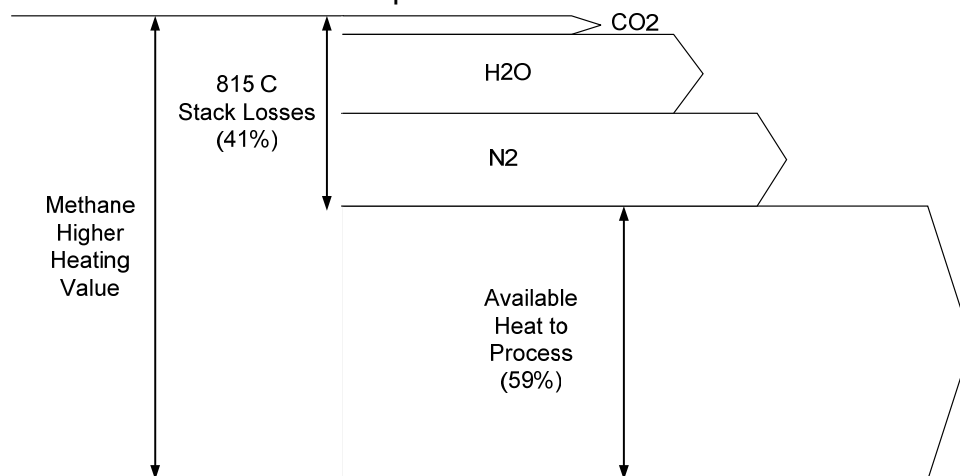 CO2
H2O
815 C
Stack Losses
(41%)
N2
Methane
Higher
Heating
Value
Available
Heat to
Process
(59%)